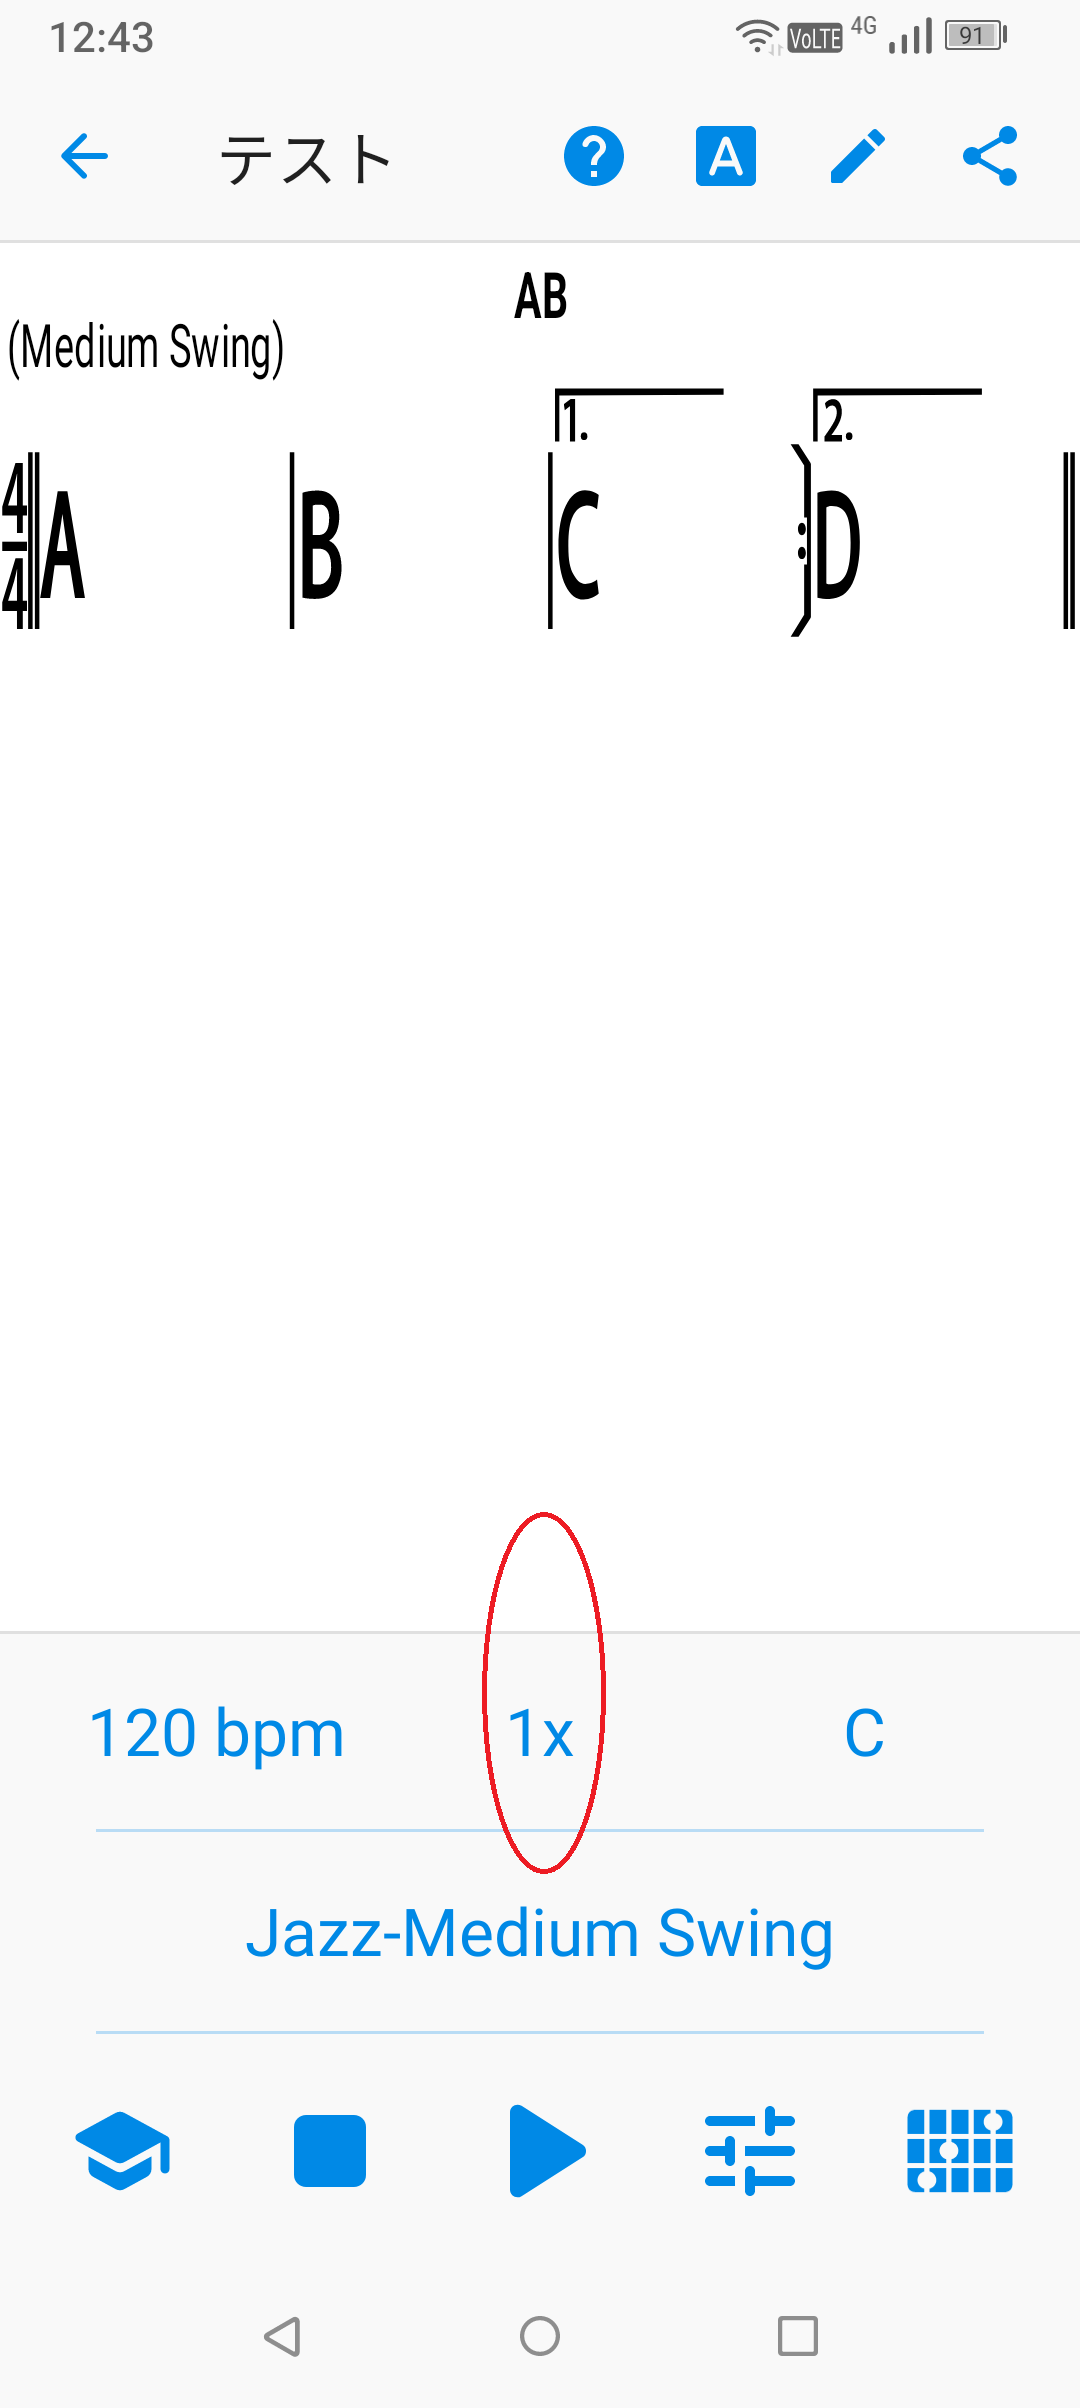 12:43 VoLTE 4G 91
テスト A
AB
(Medium Swing)
1. 2.
4/4 A B C D
120 bpm 1x C
Jazz-Medium Swing